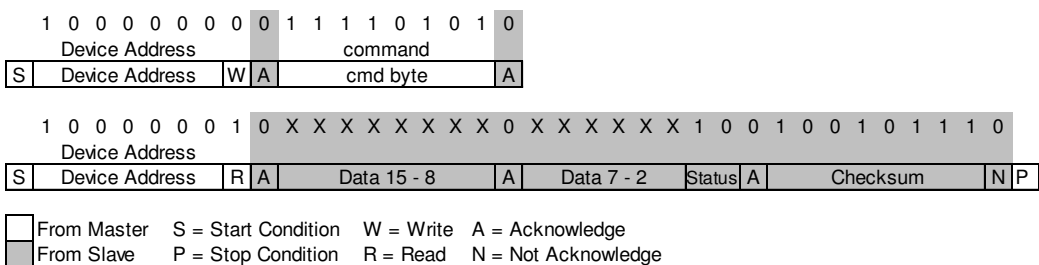 1 0 0 0 0 0 0 0 0 1 1 1 1 0 1 0 1 0
Device Address command
S Device Address W A cmd byte A
1 0 0 0 0 0 0 1 0 X X X X X X X X 0 X X X X X X 1 0 0 1 0 0 1 0 1 1 1 0
Device Address
S Device Address R A Data 15 - 8 A Data 7 - 2 Status A Checksum N P
From Master S = Start Condition W = Write A = Acknowledge
From Slave P = Stop Condition R = Read N = Not Acknowledge